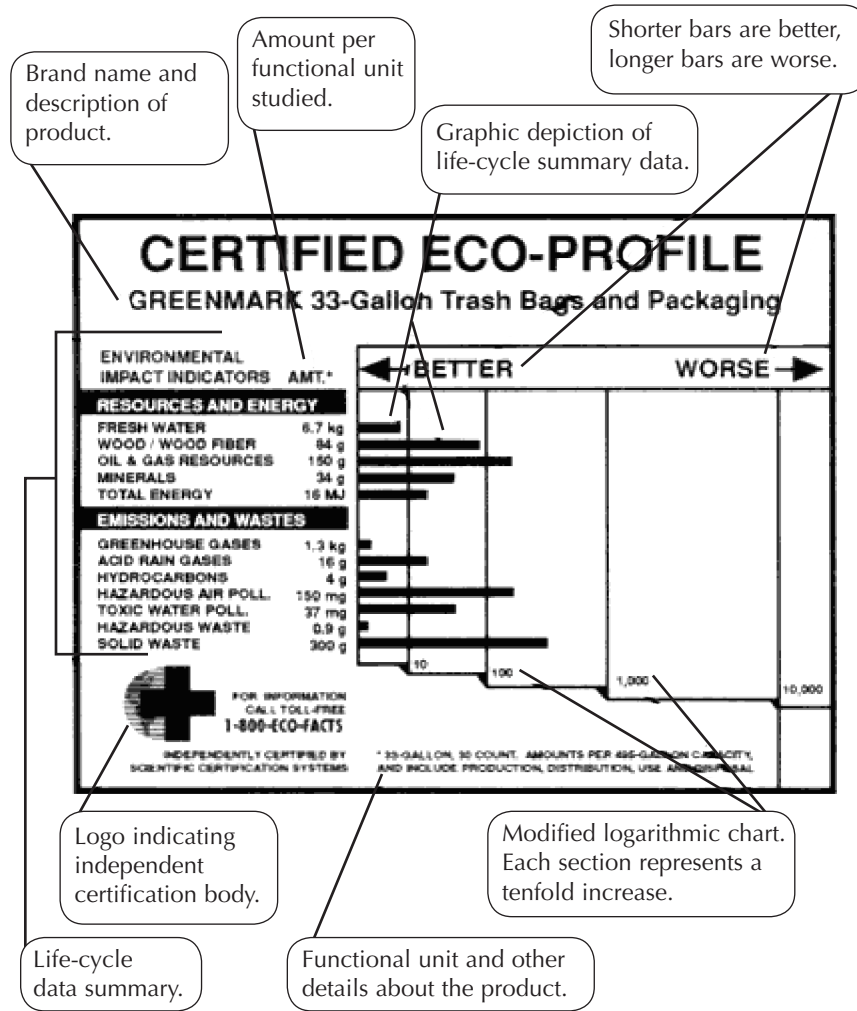 Shorter bars are better,
longer bars are worse.
Amount per
functional unit
studied.
Brand name and
description of
product.
Graphic depiction of
life-cycle summary data.
CERTIFIED ECO-PROFILE
GREENMARK 33-Gallon Trash Bags and Packaging
ENVIRONMENTAL
IMPACT INDICATORS AMT.*
BETTER WORSE
RESOURCES AND ENERGY
FRESH WATER 6.7 kg
WOOD / WOOD FIBER 84 g
OIL & GAS RESOURCES 150 g
MINERALS 34 g
TOTAL ENERGY 16 MJ
EMISSIONS AND WASTES
GREENHOUSE GASES 1.3 kg
ACID RAIN GASES 16 g
HYDROCARBONS 4 g
HAZARDOUS AIR POLL. 150 mg
TOXIC WATER POLL. 37 mg
HAZARDOUS WASTE 0.9 g
SOLID WASTE 300 g
10
100
1,000
10,000
FOR INFORMATION
CALL TOLL-FREE
1-800-ECO-FACTS
INDEPENDENTLY CERTIFIED BY
SCIENTIFIC CERTIFICATION SYSTEMS
* 33-GALLON, 30 COUNT. AMOUNTS PER 495-GALLON CAPACITY,
AND INCLUDE PRODUCTION, DISTRIBUTION, USE AND DISPOSAL
Logo indicating
independent
certification body.
Modified logarithmic chart.
Each section represents a
tenfold increase.
Life-cycle
data summary.
Functional unit and other
details about the product.